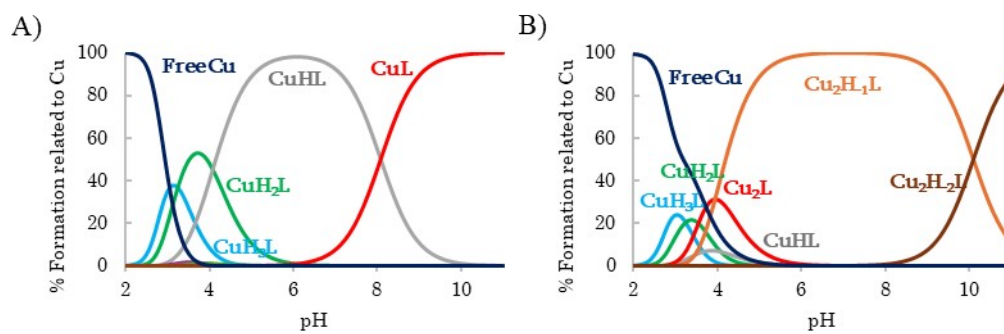 A)
% Formation related to Cu
100
80
60
40
20
0
FreeCu
CuHL
CuL
CuH₂L
CuH₃L
2 4 6 8 10
pH
B)
% Formation related to Cu
100
80
60
40
20
0
FreeCu
Cu₂H₋₁L
CuH₂L
Cu₂L
CuH₃L
CuHL
Cu₂H₋₂L
2 4 6 8 10
pH